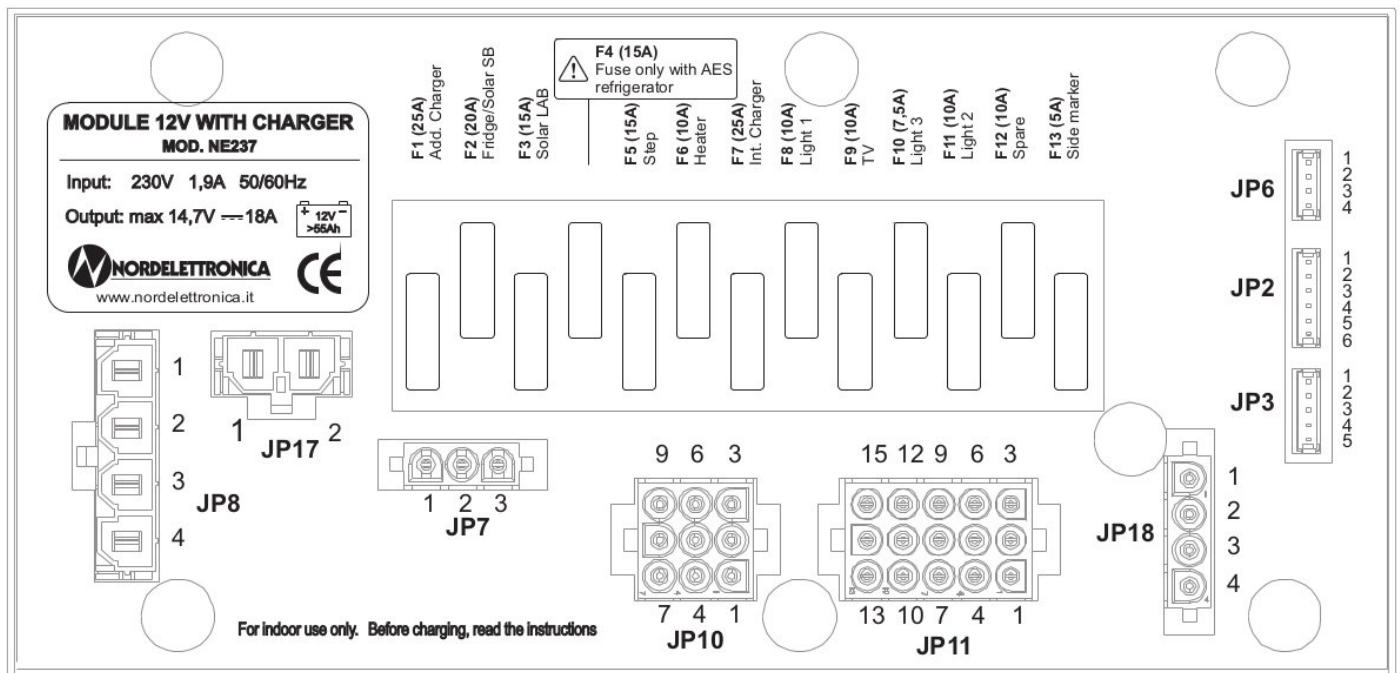 MODULE 12V WITH CHARGER
MOD. NE237
Input: 230V 1,9A 50/60Hz
Output: max 14,7V ⎓ 18A
+ 12V −
>55Ah
NORDELETTRONICA
CE
www.nordelettronica.it
F1 (25A)
Add. Charger
F2 (20A)
Fridge/Solar SB
F3 (15A)
Solar LAB
F4 (15A)
Fuse only with AES
refrigerator
F5 (15A)
Step
F6 (10A)
Heater
F7 (25A)
Int. Charger
F8 (10A)
Light 1
F9 (10A)
TV
F10 (7,5A)
Light 3
F11 (10A)
Light 2
F12 (10A)
Spare
F13 (5A)
Side marker
JP6
1
2
3
4
JP2
1
2
3
4
5
6
JP3
1
2
3
4
5
1
2
3
4
JP8
1 2
JP17
1 2 3
JP7
9 6 3
7 4 1
JP10
15 12 9 6 3
13 10 7 4 1
JP11
JP18
1
2
3
4
For indoor use only. Before charging, read the instructions